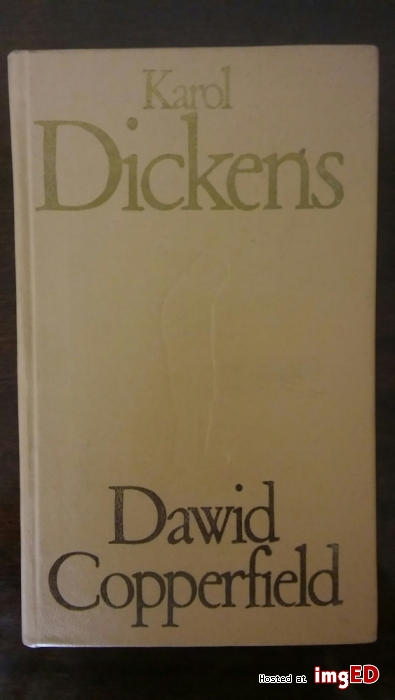 Karol
Dickens
Dawid
Copperfield
Hosted at imgED